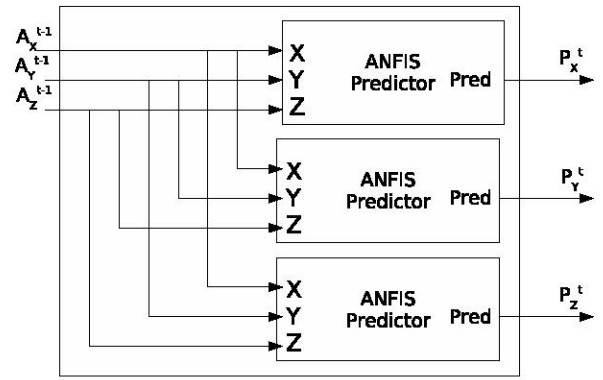 A_X^t-1
A_Y^t-1
A_Z^t-1
X
Y
Z
ANFIS
Predictor
Pred
P_X^t
X
Y
Z
ANFIS
Predictor
Pred
P_Y^t
X
Y
Z
ANFIS
Predictor
Pred
P_Z^t